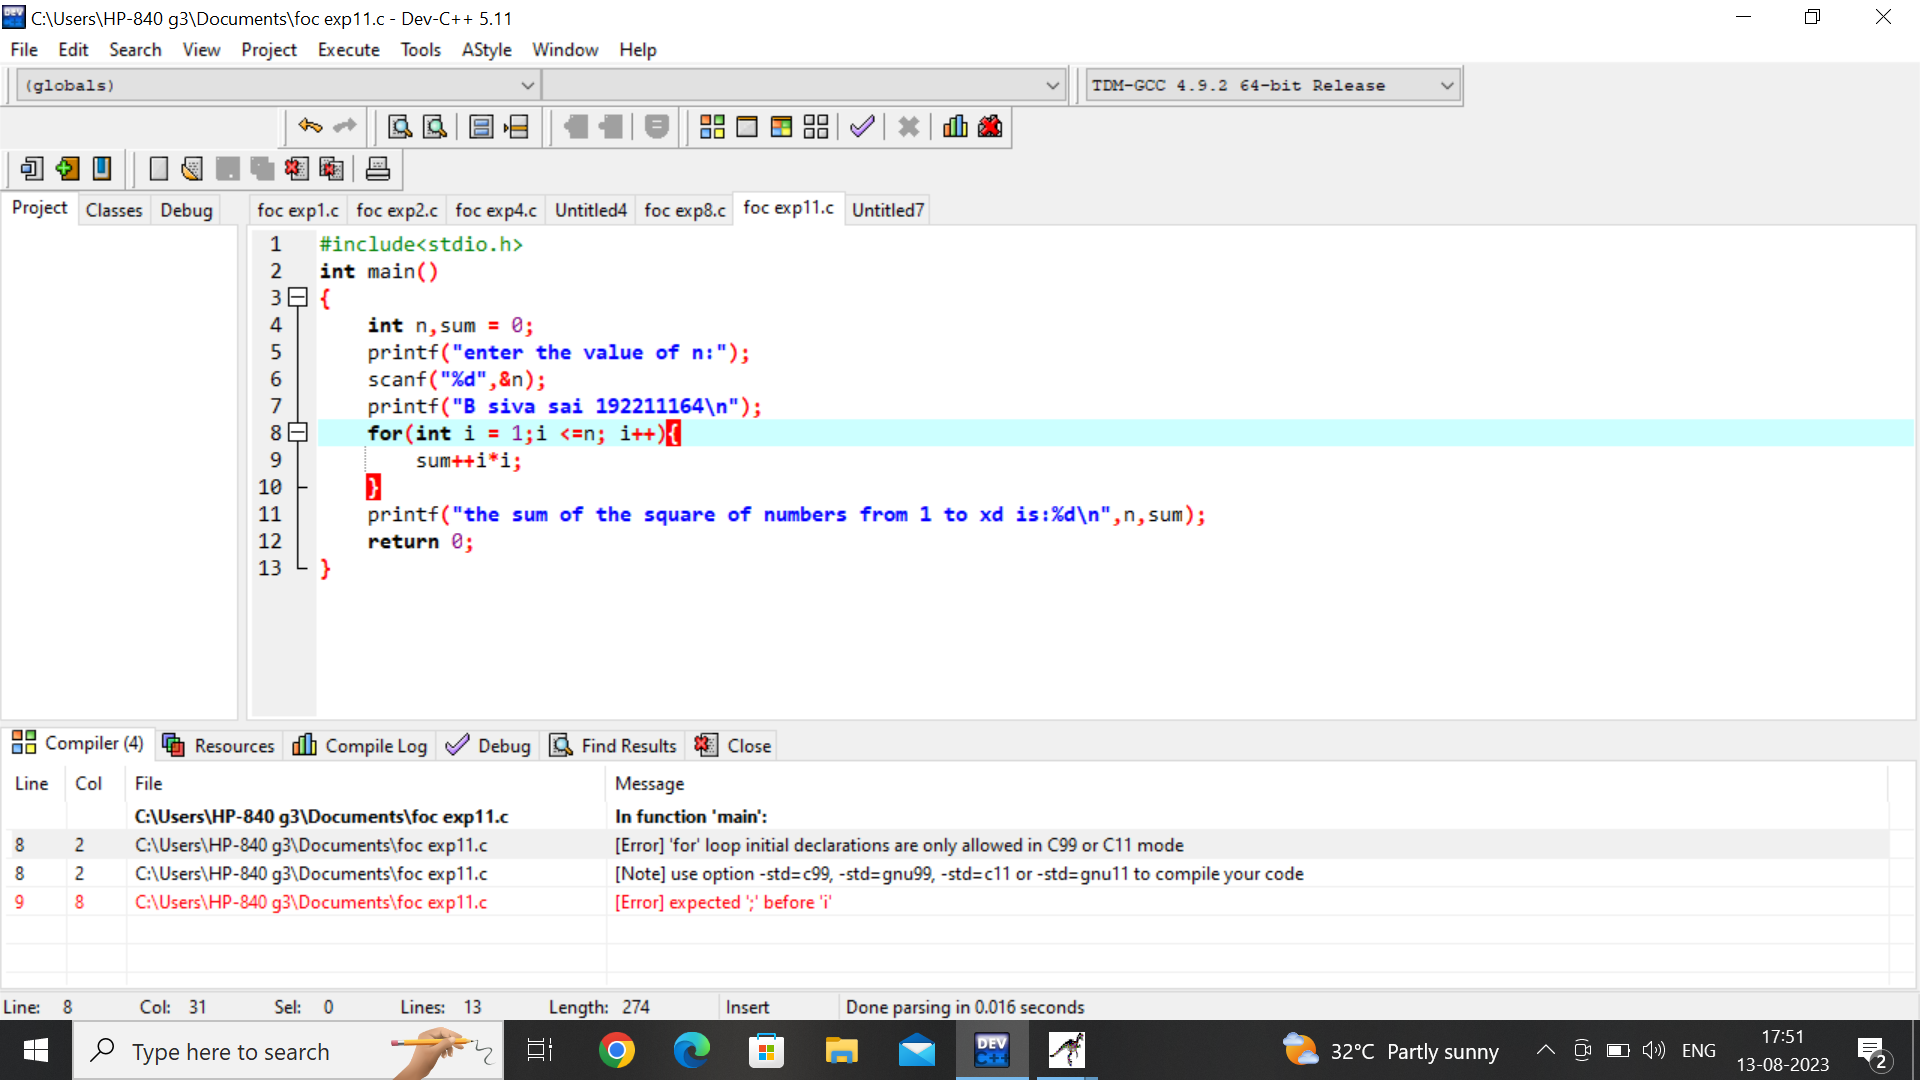 C:\Users\HP-840 g3\Documents\foc exp11.c - Dev-C++ 5.11
File Edit Search View Project Execute Tools AStyle Window Help
(globals) TDM-GCC 4.9.2 64-bit Release
Project Classes Debug foc exp1.c foc exp2.c foc exp4.c Untitled4 foc exp8.c foc exp11.c Untitled7
1 #include<stdio.h>
2 int main()
3 {
4 int n,sum = 0;
5 printf("enter the value of n:");
6 scanf("%d",&n);
7 printf("B siva sai 192211164\n");
8 for(int i = 1;i <=n; i++){
9 sum++i*i;
10 }
11 printf("the sum of the square of numbers from 1 to xd is:%d\n",n,sum);
12 return 0;
13 }
Compiler (4) Resources Compile Log Debug Find Results Close
Line Col File Message
C:\Users\HP-840 g3\Documents\foc exp11.c In function 'main':
8 2 C:\Users\HP-840 g3\Documents\foc exp11.c [Error] 'for' loop initial declarations are only allowed in C99 or C11 mode
8 2 C:\Users\HP-840 g3\Documents\foc exp11.c [Note] use option -std=c99, -std=gnu99, -std=c11 or -std=gnu11 to compile your code
9 8 C:\Users\HP-840 g3\Documents\foc exp11.c [Error] expected ';' before 'i'
Line: 8 Col: 31 Sel: 0 Lines: 13 Length: 274 Insert Done parsing in 0.016 seconds
Type here to search DEV C++ 32°C Partly sunny ENG 17:51
13-08-2023 2